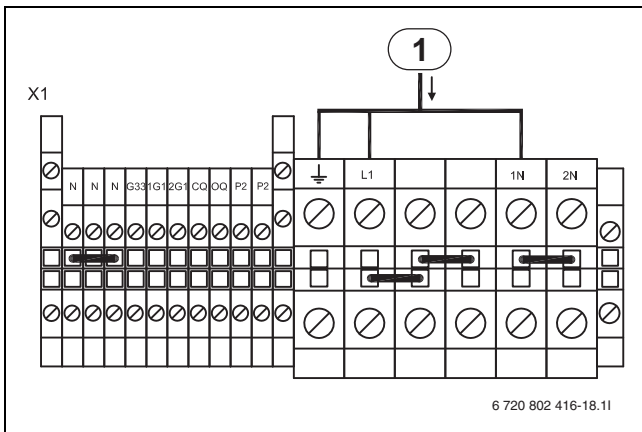 1
X1
N N N G33 1G1 2G1 CQ OQ P2 P2
L1 1N 2N
6 720 802 416-18.1I